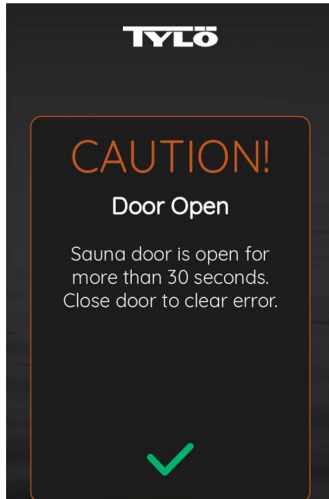 TYLÖ
CAUTION!
Door Open
Sauna door is open for
more than 30 seconds.
Close door to clear error.